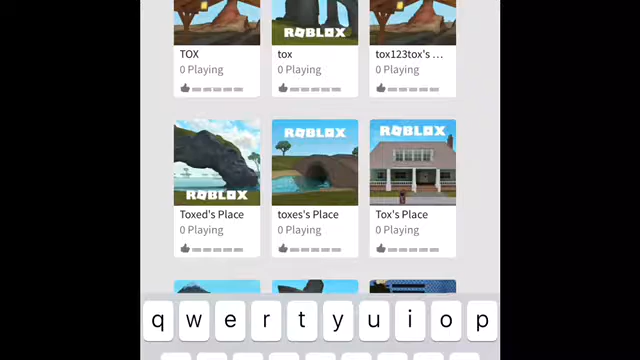 ROBLOX
TOX
tox
tox123tox's ...
0 Playing
0 Playing
0 Playing
ROBLOX
ROBLOX
ROBLOX
Toxed's Place
toxes's Place
Tox's Place
0 Playing
0 Playing
0 Playing
q w e r t y u i o p